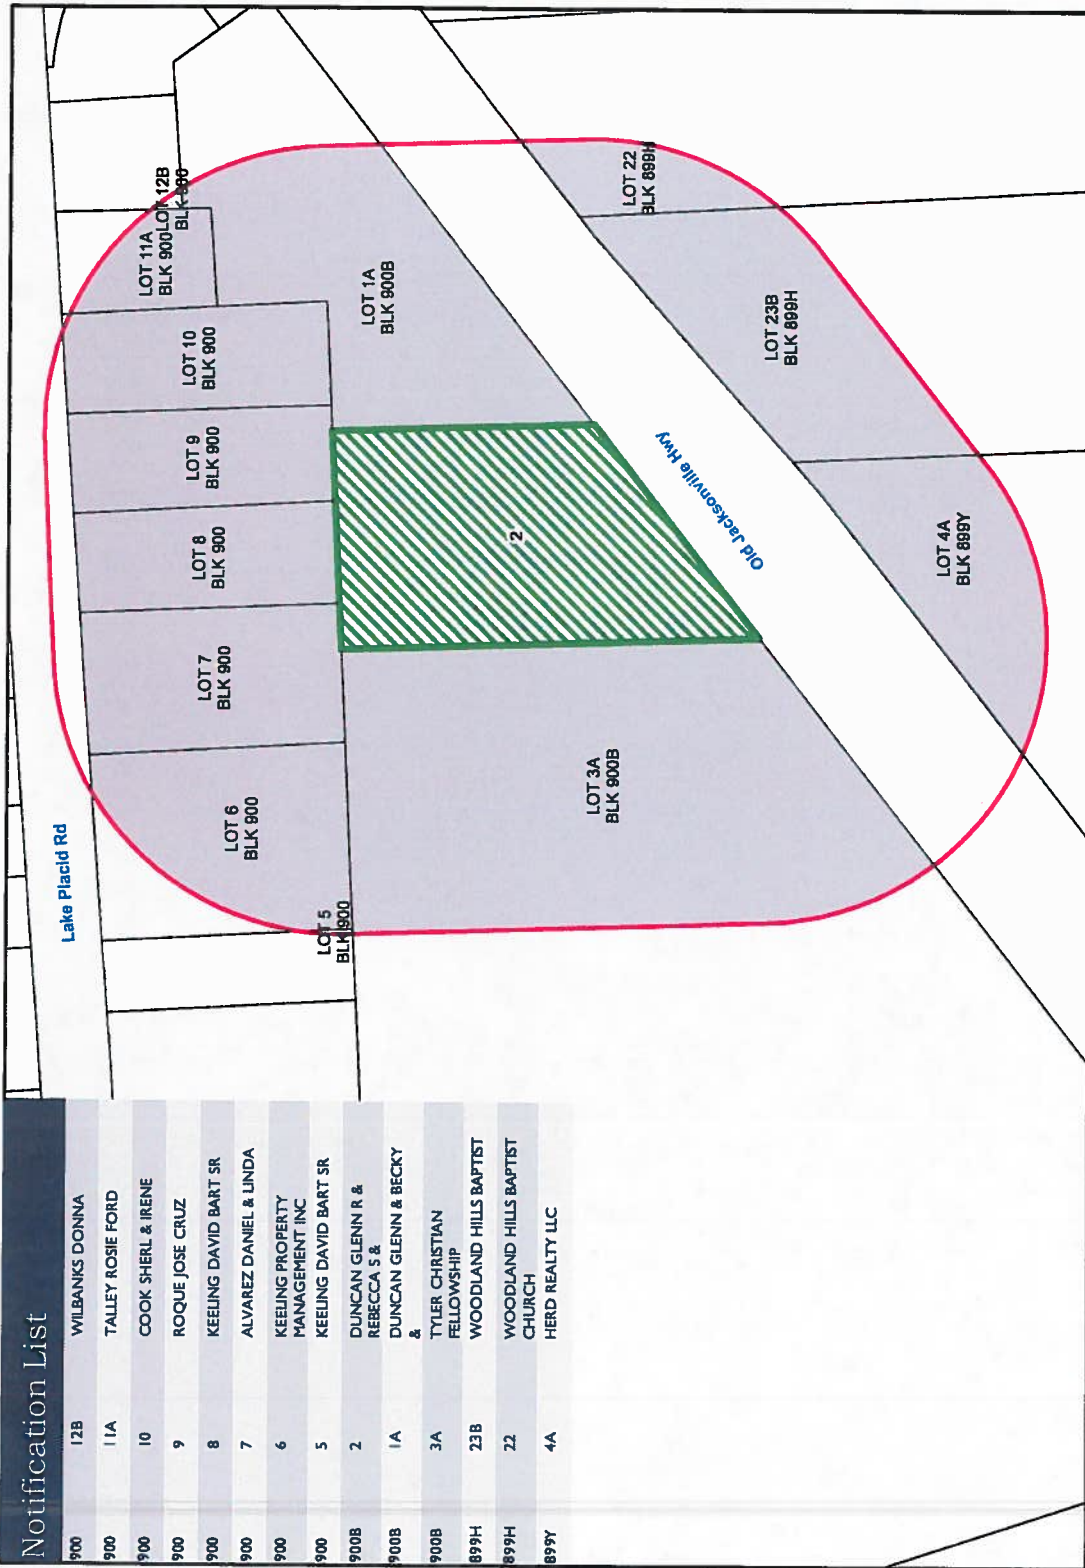 Notification List
900 12B WILBANKS DONNA
900 11A TALLEY ROSIE FORD
900 10 COOK SHERL & IRENE
900 9 ROQUE JOSE CRUZ
900 8 KEELING DAVID BART SR
900 7 ALVAREZ DANIEL & LINDA
900 6 KEELING PROPERTY
MANAGEMENT INC
900 5 KEELING DAVID BART SR
900B 2 DUNCAN GLENN R &
REBECCA S &
900B 1A DUNCAN GLENN & BECKY
&
900B 3A TYLER CHRISTIAN
FELLOWSHIP
899H 23B WOODLAND HILLS BAPTIST
899H 22 WOODLAND HILLS BAPTIST
CHURCH
899Y 4A HERD REALTY LLC
Lake Placid Rd
LOT 5
BLK 900
LOT 6
BLK 900
LOT 7
BLK 900
LOT 8
BLK 900
LOT 9
BLK 900
LOT 10
BLK 900
LOT 11A
BLK 900
LOT 12B
BLK 900
LOT 1A
BLK 900B
2
LOT 3A
BLK 900B
Old Jacksonville Hwy
LOT 22
BLK 899H
LOT 23B
BLK 899H
LOT 4A
BLK 899Y